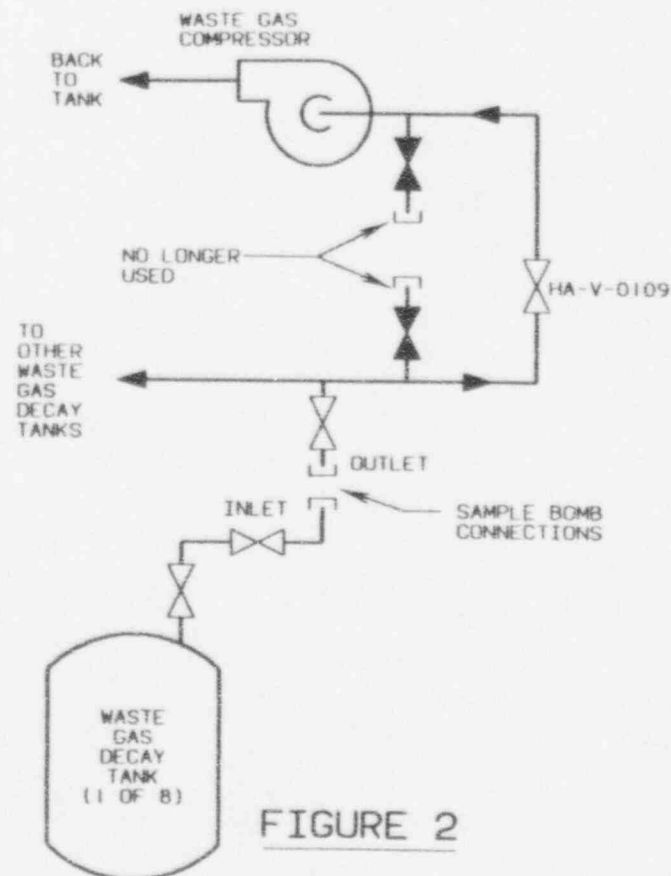 WASTE GAS
COMPRESSOR
BACK
TO
TANK
NO LONGER
USED
HA-V-0109
TO
OTHER
WASTE
GAS
DECAY
TANKS
OUTLET
INLET
SAMPLE BOMB
CONNECTIONS
WASTE
GAS
DECAY
TANK
(1 OF 8)
FIGURE 2